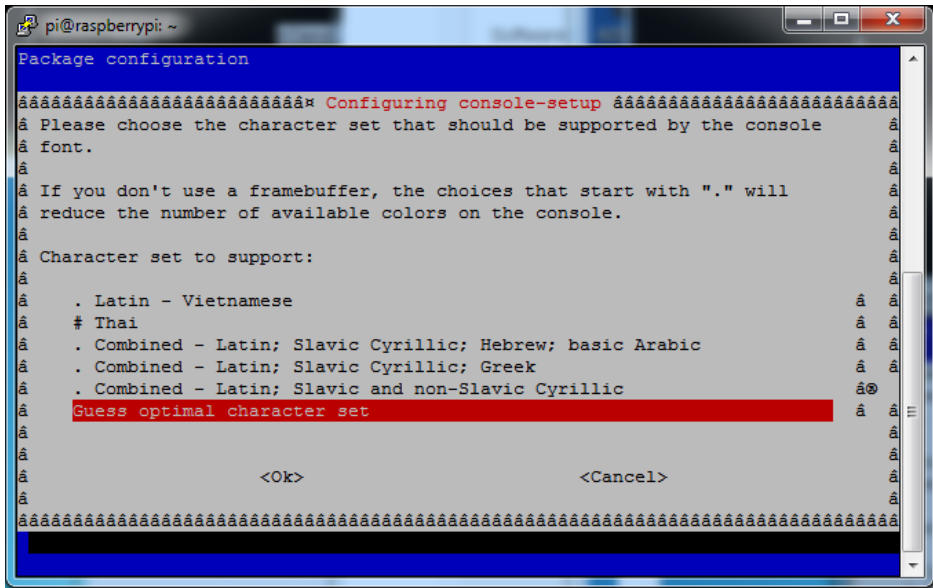 pi@raspberrypi: ~
Package configuration
ââââââââââââââââââââââââââ¤ Configuring console-setup ââââââââââââââââââââââââââ
â Please choose the character set that should be supported by the console â
â font. â
â â
â If you don't use a framebuffer, the choices that start with "." will â
â reduce the number of available colors on the console. â
â â
â Character set to support: â
â â
â . Latin - Vietnamese â â
â # Thai â â
â . Combined - Latin; Slavic Cyrillic; Hebrew; basic Arabic â â
â . Combined - Latin; Slavic Cyrillic; Greek â â
â . Combined - Latin; Slavic and non-Slavic Cyrillic â®
â Guess optimal character set â â
â â
â â
â <Ok> <Cancel> â
â â
ââââââââââââââââââââââââââââââââââââââââââââââââââââââââââââââââââââââââââââââââ